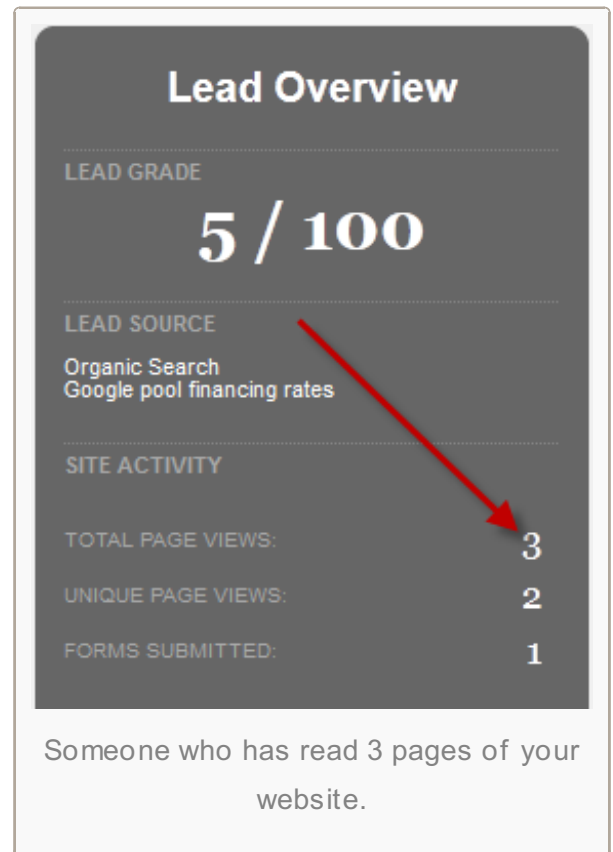 Lead Overview
LEAD GRADE
5 / 100
LEAD SOURCE
Organic Search
Google pool financing rates
SITE ACTIVITY
TOTAL PAGE VIEWS: 3
UNIQUE PAGE VIEWS: 2
FORMS SUBMITTED: 1
Someone who has read 3 pages of your
website.